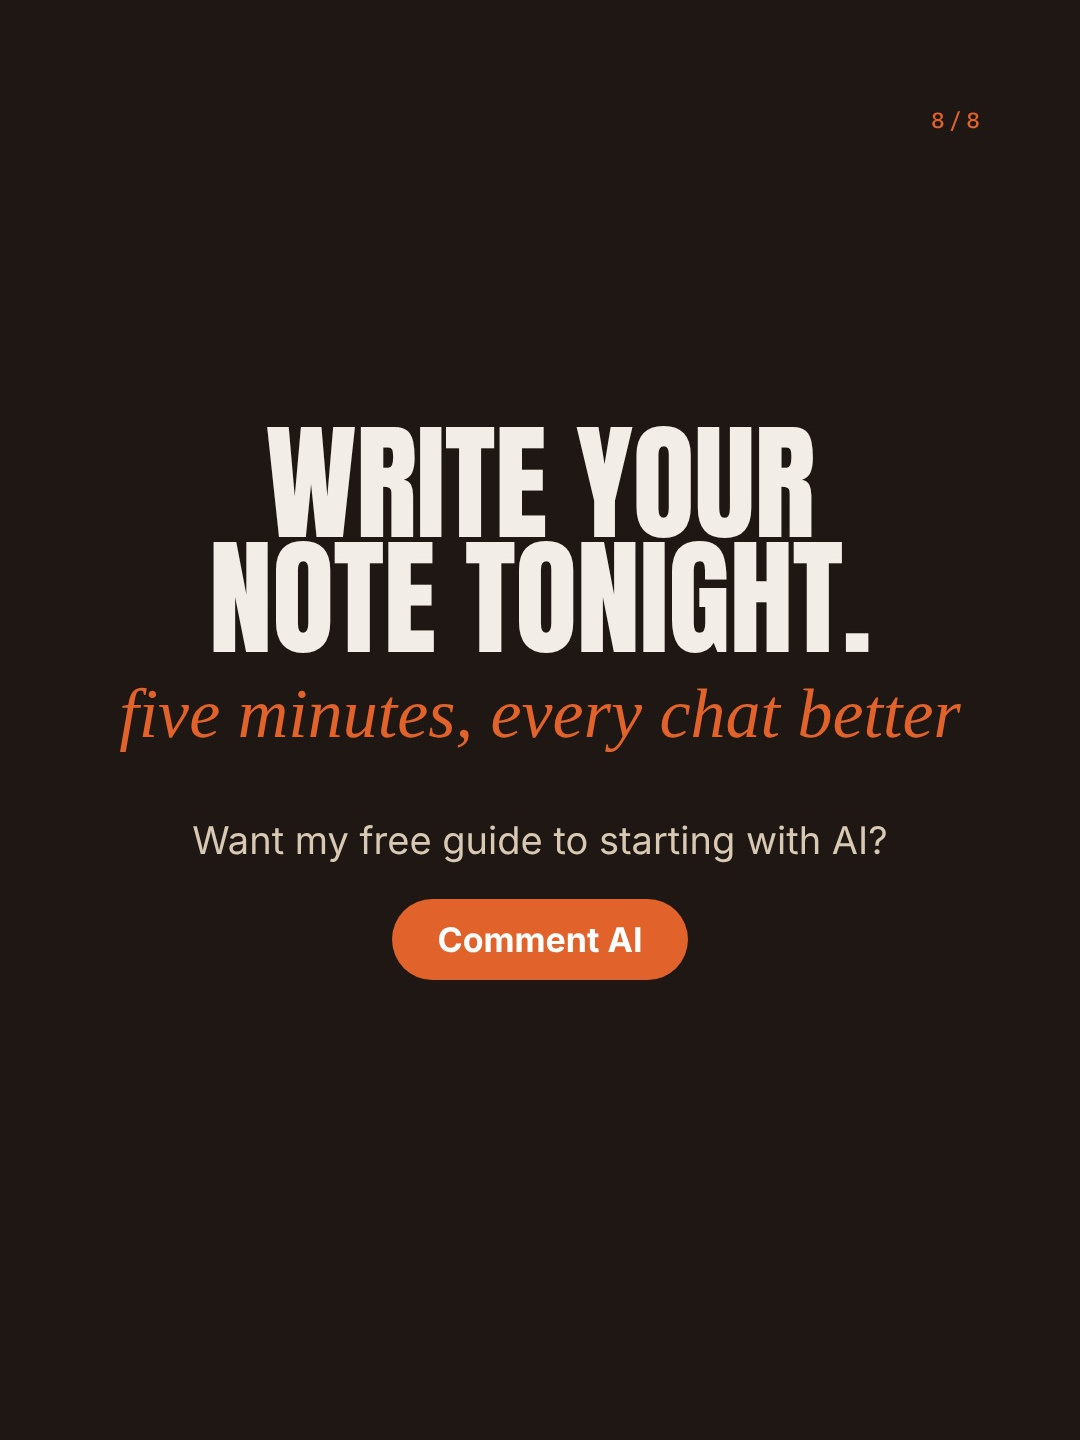 8 / 8
WRITE YOUR
NOTE TONIGHT.
five minutes, every chat better
Want my free guide to starting with AI?
Comment AI